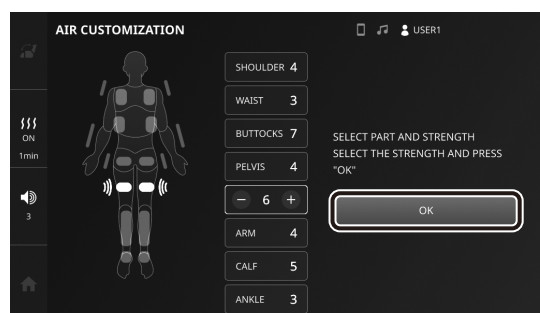 AIR CUSTOMIZATION
USER1
ON
1min
3
SHOULDER 4
WAIST 3
BUTTOCKS 7
PELVIS 4
− 6 +
ARM 4
CALF 5
ANKLE 3
SELECT PART AND STRENGTH
SELECT THE STRENGTH AND PRESS
"OK"
OK